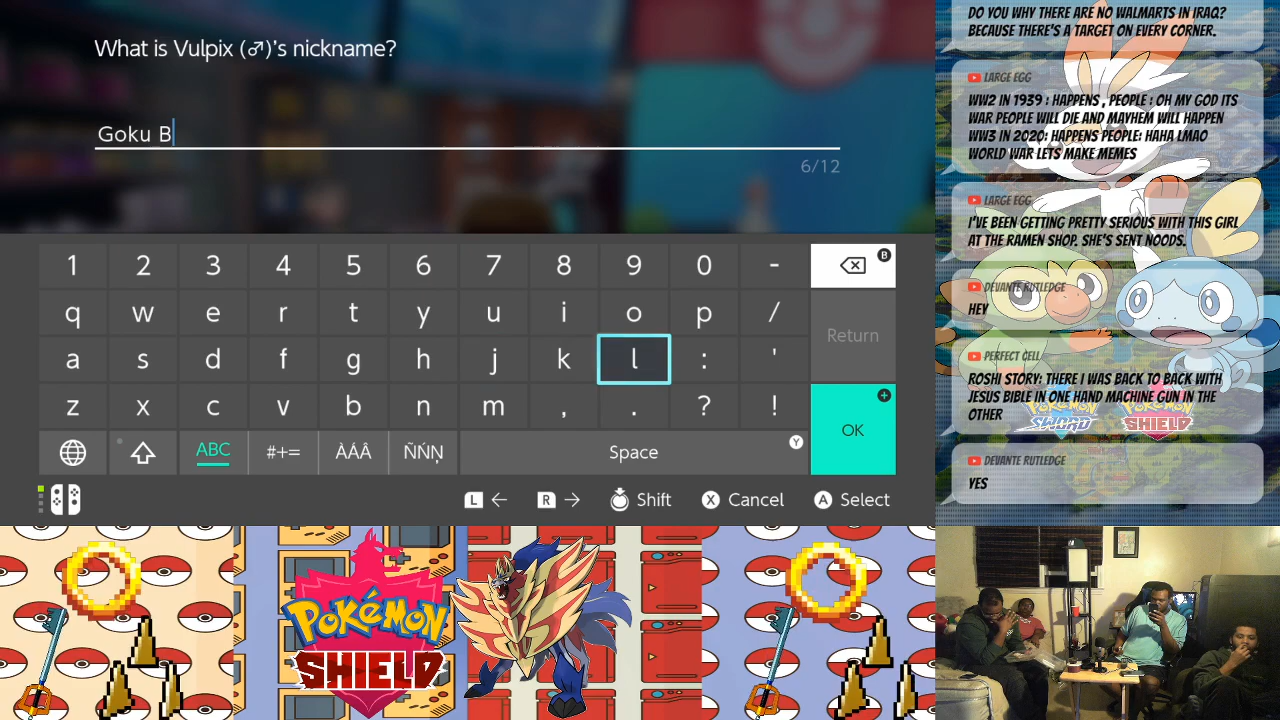 What is Vulpix (♂)'s nickname?
Goku B
6/12
1 2 3 4 5 6 7 8 9 0 -
q w e r t y u i o p /
Return
a s d f g h j k l : '
z x c v b n m , . ? !
OK
ABC #+= ÀÁÂ ÑŃŅ Space
L ← R → Shift X Cancel A Select
B
Y
DO YOU WHY THERE ARE NO WALMARTS IN IRAQ?
BECAUSE THERE'S A TARGET ON EVERY CORNER.
LARGE EGG
WW2 IN 1939 : HAPPENS , PEOPLE : OH MY GOD ITS
WAR PEOPLE WILL DIE AND MAYHEM WILL HAPPEN
WW3 IN 2020: HAPPENS PEOPLE: HAHA LMAO
WORLD WAR LETS MAKE MEMES
LARGE EGG
I'VE BEEN GETTING PRETTY SERIOUS WITH THIS GIRL
AT THE RAMEN SHOP. SHE'S SENT NOODS.
DEVANTE RUTLEDGE
HEY
PERFECT CELL
ROSHI STORY: THERE I WAS BACK TO BACK WITH
JESUS BIBLE IN ONE HAND MACHINE GUN IN THE
OTHER
SWORD SHIELD
DEVANTE RUTLEDGE
YES
POKéMON
SHIELD